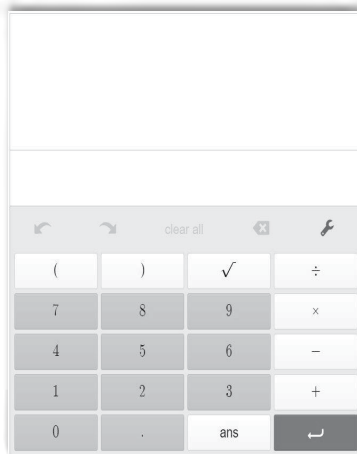 clear all
( ) √ ÷
7 8 9 ×
4 5 6 −
1 2 3 +
0 . ans